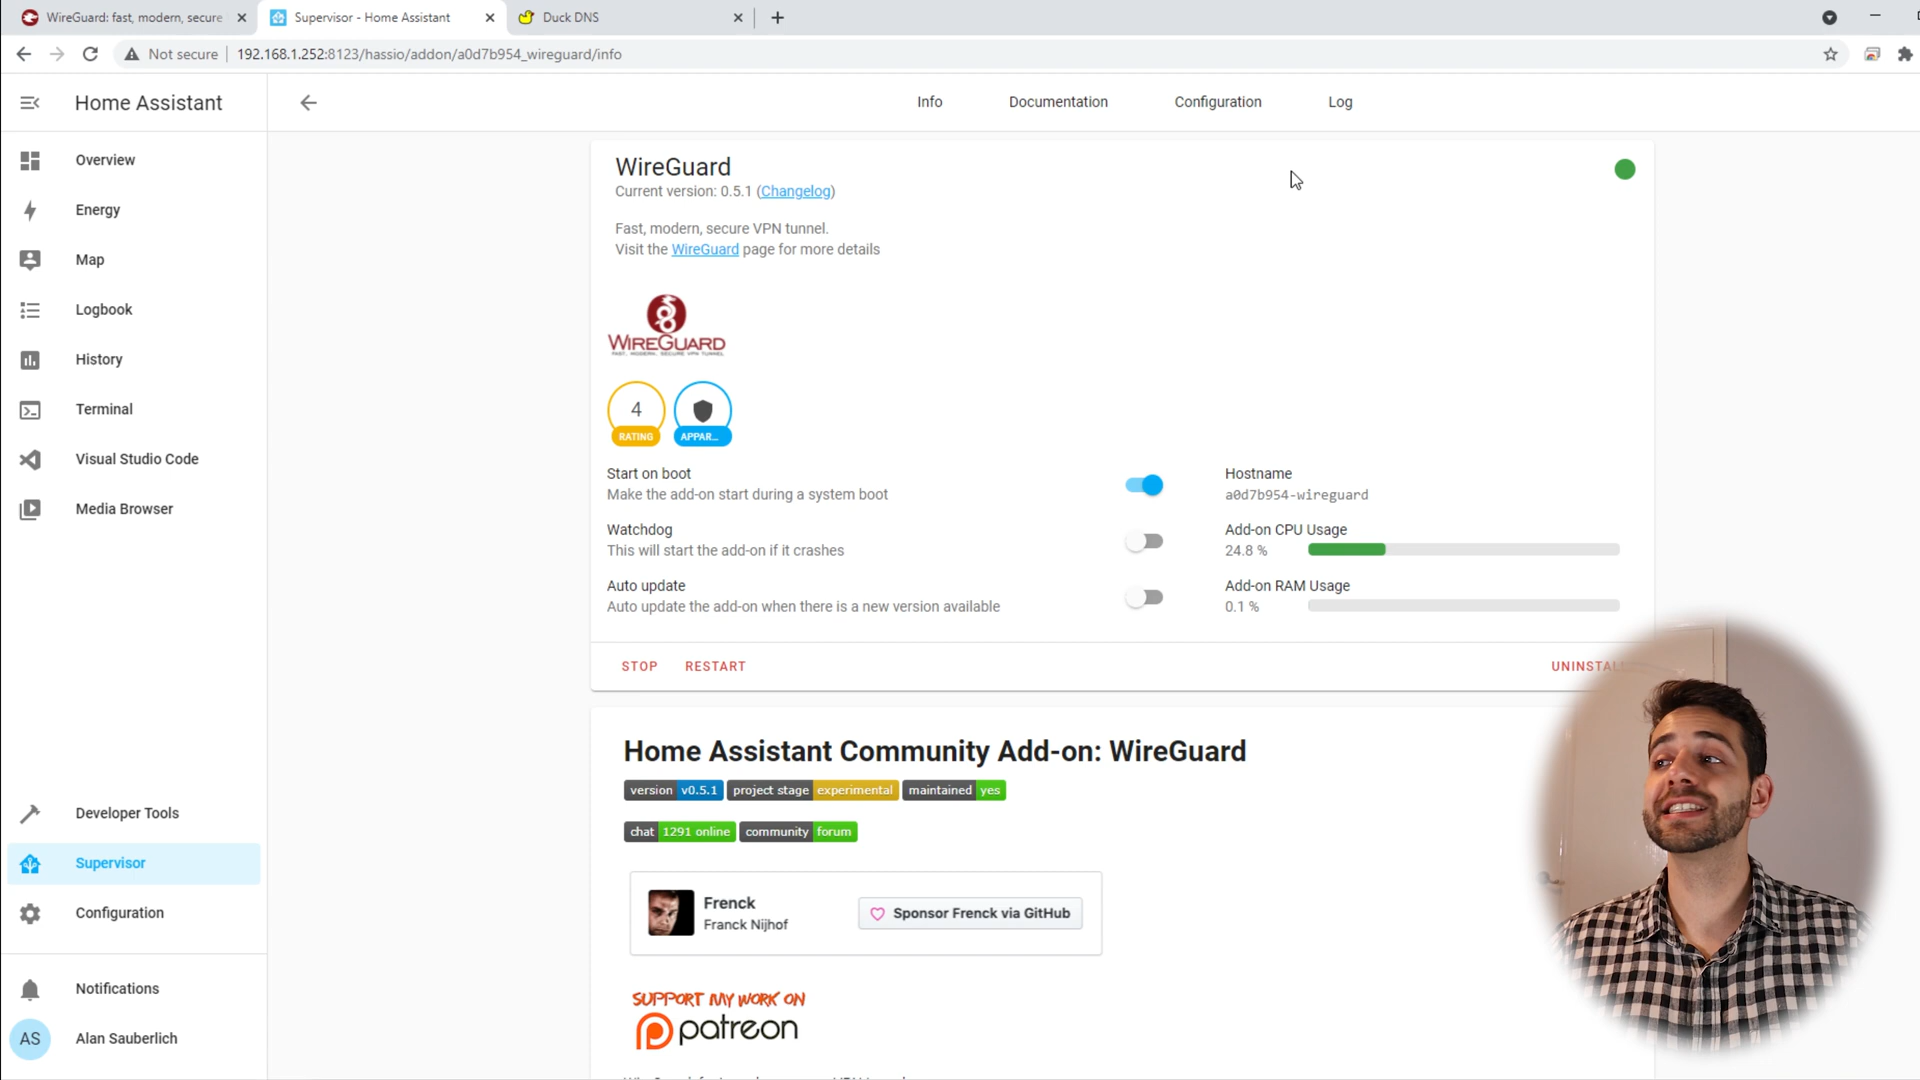 WireGuard: fast, modern, secure
Supervisor - Home Assistant
Duck DNS
Not secure
192.168.1.252:8123/hassio/addon/a0d7b954_wireguard/info
Home Assistant
Info
Documentation
Configuration
Log
Overview
Energy
Map
Logbook
History
Terminal
Visual Studio Code
Media Browser
Developer Tools
Supervisor
Configuration
Notifications
AS
Alan Sauberlich
WireGuard
Current version: 0.5.1 (Changelog)
Fast, modern, secure VPN tunnel.
Visit the WireGuard page for more details
WIREGUARD
FAST, MODERN, SECURE VPN TUNNEL
4
RATING
APPAR...
Start on boot
Make the add-on start during a system boot
Watchdog
This will start the add-on if it crashes
Auto update
Auto update the add-on when there is a new version available
Hostname
a0d7b954-wireguard
Add-on CPU Usage
24.8 %
Add-on RAM Usage
0.1 %
STOP
RESTART
UNINSTAL
Home Assistant Community Add-on: WireGuard
version v0.5.1
project stage experimental
maintained yes
chat 1291 online
community forum
Frenck
Franck Nijhof
Sponsor Frenck via GitHub
SUPPORT MY WORK ON
patreon